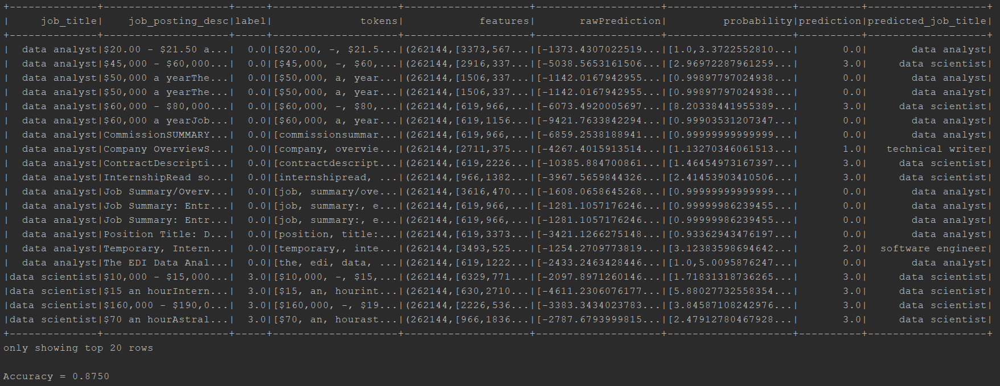 +--------------+--------------------+-----+--------------------+--------------------+--------------------+--------------------+----------+-------------------+
|     job_title|    job_posting_desc|label|              tokens|            features|       rawPrediction|         probability|prediction|predicted_job_title|
+--------------+--------------------+-----+--------------------+--------------------+--------------------+--------------------+----------+-------------------+
|  data analyst|$20.00 - $21.50 a...|  0.0|[$20.00, -, $21.5...|(262144,[3373,567...|[-1373.4307022519...|[1.0,3.3722552810...|       0.0|       data analyst|
|  data analyst|$45,000 - $60,000...|  0.0|[$45,000, -, $60,...|(262144,[2916,337...|[-5038.5653161506...|[2.96972287961259...|       3.0|     data scientist|
|  data analyst|$50,000 a yearThe...|  0.0|[$50,000, a, year...|(262144,[1506,337...|[-1142.0167942955...|[0.99897797024938...|       0.0|       data analyst|
|  data analyst|$50,000 a yearThe...|  0.0|[$50,000, a, year...|(262144,[1506,337...|[-1142.0167942955...|[0.99897797024938...|       0.0|       data analyst|
|  data analyst|$60,000 - $80,000...|  0.0|[$60,000, -, $80,...|(262144,[619,966,...|[-6073.4920005697...|[8.20338441955389...|       3.0|     data scientist|
|  data analyst|$60,000 a yearJob...|  0.0|[$60,000, a, year...|(262144,[619,1156...|[-9421.7633842294...|[0.99903531207347...|       0.0|       data analyst|
|  data analyst|CommissionSUMMARY...|  0.0|[commissionsummar...|(262144,[619,966,...|[-6859.2538188941...|[0.99999999999999...|       0.0|       data analyst|
|  data analyst|Company OverviewS...|  0.0|[company, overvie...|(262144,[2711,375...|[-4267.4015913514...|[1.13270346061513...|       1.0|   technical writer|
|  data analyst|ContractDescripti...|  0.0|[contractdescript...|(262144,[619,2226...|[-10385.884700861...|[1.46454973167397...|       3.0|     data scientist|
|  data analyst|InternshipRead so...|  0.0|[internshipread, ...|(262144,[966,1382...|[-3967.5659844326...|[2.41453903410506...|       3.0|     data scientist|
|  data analyst|Job Summary/Overv...|  0.0|[job, summary/ove...|(262144,[3616,470...|[-1608.0658645268...|[0.99999999999999...|       0.0|       data analyst|
|  data analyst|Job Summary: Entr...|  0.0|[job, summary:, e...|(262144,[619,966,...|[-1281.1057176246...|[0.99999986239455...|       0.0|       data analyst|
|  data analyst|Job Summary: Entr...|  0.0|[job, summary:, e...|(262144,[619,966,...|[-1281.1057176246...|[0.99999986239455...|       0.0|       data analyst|
|  data analyst|Position Title: D...|  0.0|[position, title:...|(262144,[619,3373...|[-3421.1266275148...|[0.93362943476197...|       0.0|       data analyst|
|  data analyst|Temporary, Intern...|  0.0|[temporary,, inte...|(262144,[3493,525...|[-1254.2709773819...|[3.12383598694642...|       2.0|  software engineer|
|  data analyst|The EDI Data Anal...|  0.0|[the, edi, data, ...|(262144,[619,1222...|[-2433.2463428446...|[1.0,5.0095876247...|       0.0|       data analyst|
|data scientist|$10,000 - $15,000...|  3.0|[$10,000, -, $15,...|(262144,[6329,771...|[-2097.8971260146...|[1.71831318736265...|       3.0|     data scientist|
|data scientist|$15 an hourIntern...|  3.0|[$15, an, hourint...|(262144,[630,2710...|[-4611.2306076177...|[5.88027732558354...|       3.0|     data scientist|
|data scientist|$160,000 - $190,0...|  3.0|[$160,000, -, $19...|(262144,[2226,536...|[-3383.3434023783...|[3.84587108242976...|       3.0|     data scientist|
|data scientist|$70 an hourAstral...|  3.0|[$70, an, hourast...|(262144,[966,1836...|[-2787.6793999815...|[2.47912780467928...|       3.0|     data scientist|
+--------------+--------------------+-----+--------------------+--------------------+--------------------+--------------------+----------+-------------------+
only showing top 20 rows
Accuracy = 0.8750